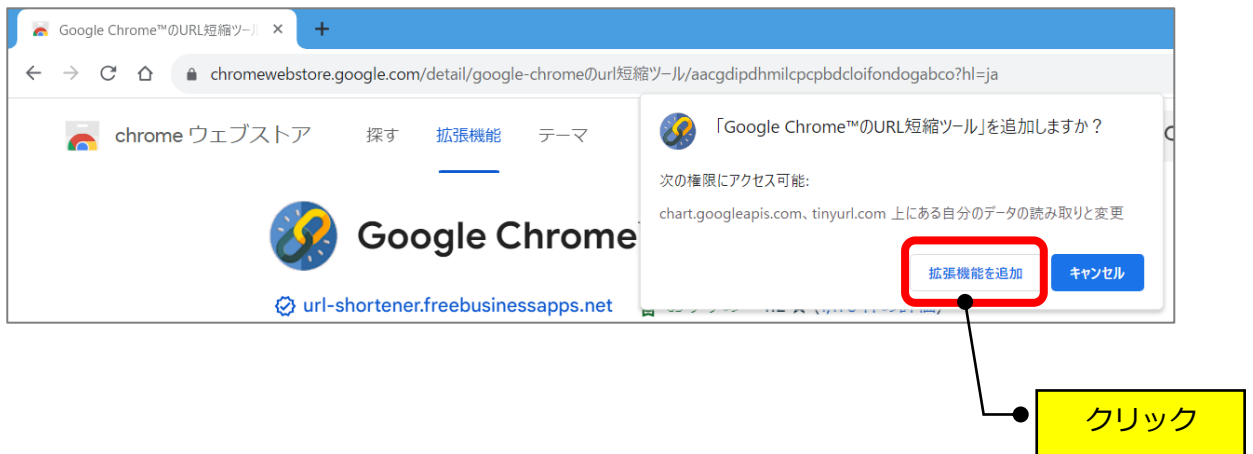 Google Chrome™のURL短縮ツール
chromewebstore.google.com/detail/google-chromeのurl短縮ツール/aacgdipdhmilcpcpbdcloifondogabco?hl=ja
chrome ウェブストア 探す 拡張機能 テーマ
「Google Chrome™のURL短縮ツール」を追加しますか？
次の権限にアクセス可能:
chart.googleapis.com、tinyurl.com 上にある自分のデータの読み取りと変更
Google Chrome
拡張機能を追加 キャンセル
url-shortener.freebusinessapps.net
クリック